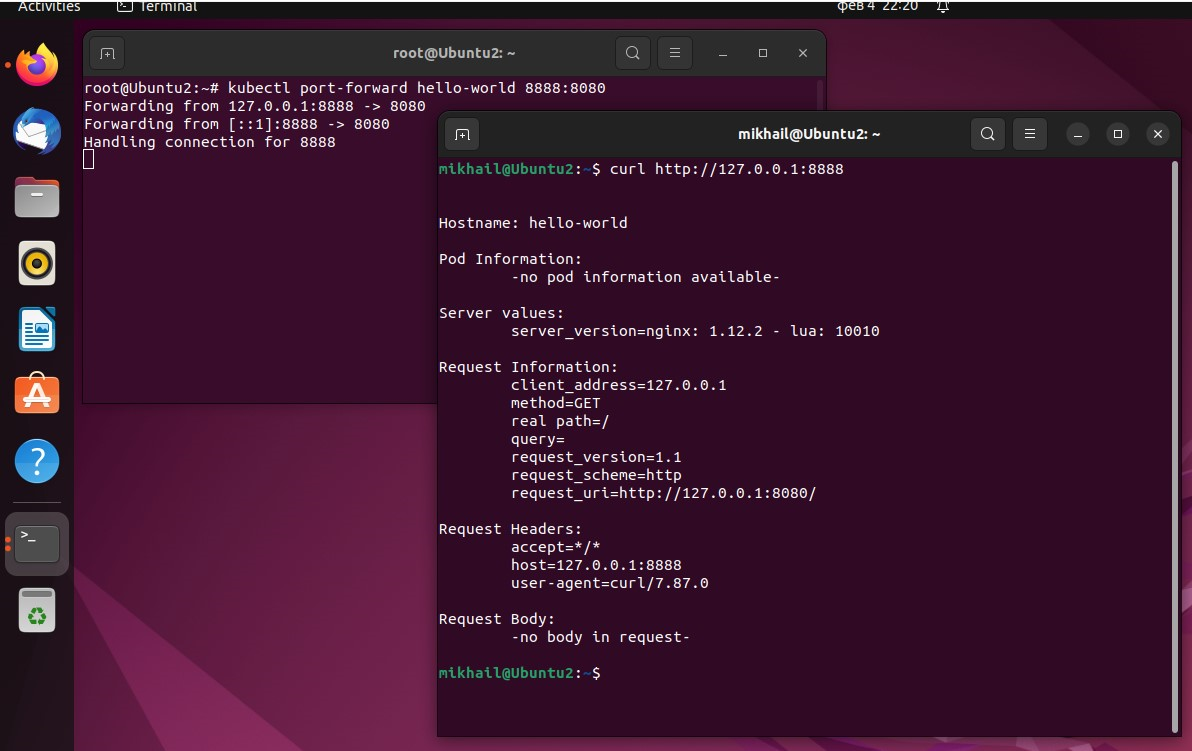 Activities
Terminal
фев 4 22:20
root@Ubuntu2: ~
root@Ubuntu2:~# kubectl port-forward hello-world 8888:8080
Forwarding from 127.0.0.1:8888 -> 8080
Forwarding from [::1]:8888 -> 8080
Handling connection for 8888
mikhail@Ubuntu2: ~
mikhail@Ubuntu2:~$ curl http://127.0.0.1:8888
Hostname: hello-world
Pod Information:
-no pod information available-
Server values:
server_version=nginx: 1.12.2 - lua: 10010
Request Information:
client_address=127.0.0.1
method=GET
real path=/
query=
request_version=1.1
request_scheme=http
request_uri=http://127.0.0.1:8080/
Request Headers:
accept=*/*
host=127.0.0.1:8888
user-agent=curl/7.87.0
Request Body:
-no body in request-
mikhail@Ubuntu2:~$